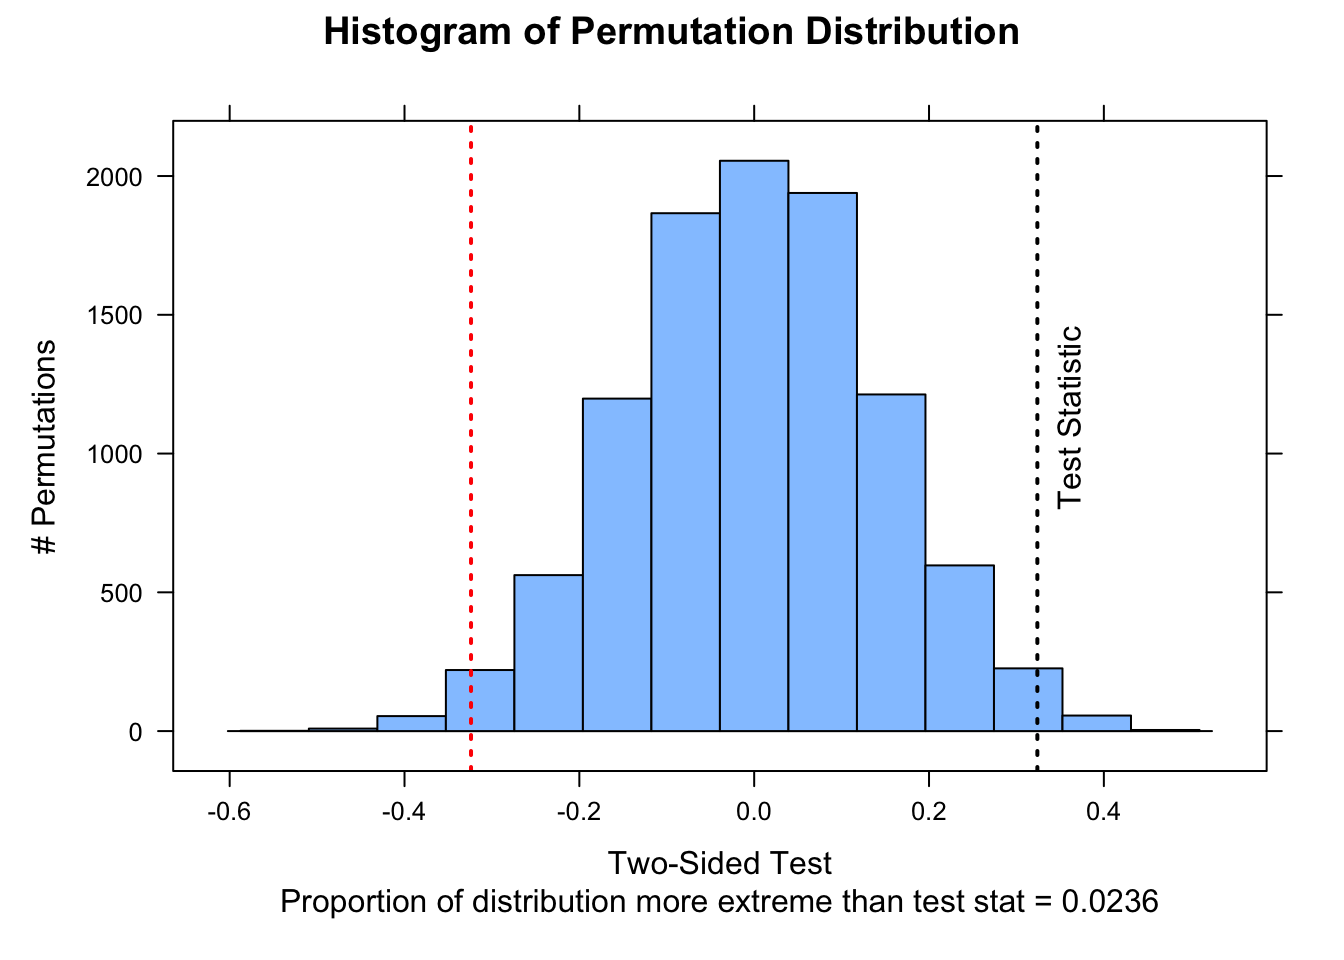 Histogram of Permutation Distribution
2000
1500
1000
500
0
# Permutations
Test Statistic
-0.6
-0.4
-0.2
0.0
0.2
0.4
Two-Sided Test
Proportion of distribution more extreme than test stat = 0.0236